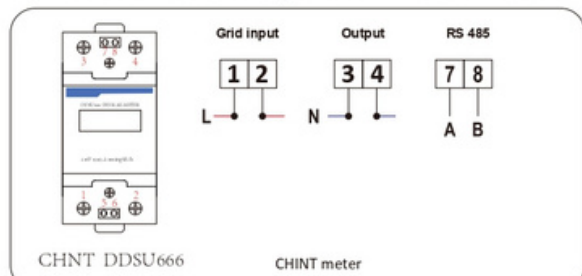 Grid input
Output
RS 485
7 8
3 4
1 2
3 4
7 8
L
N
A B
1 2
5 6
CHNT DDSU666
CHINT meter